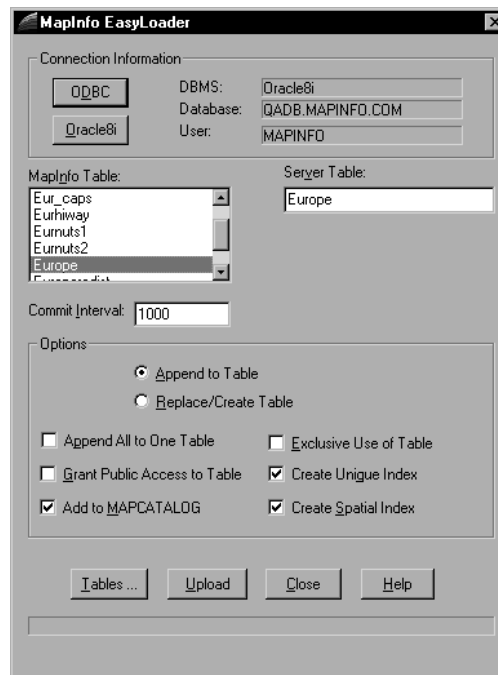 MapInfo EasyLoader
Connection Information
ODBC
Oracle8i
DBMS: Oracle8i
Database: QADB.MAPINFO.COM
User: MAPINFO
MapInfo Table:
Eur_caps
Eurhiway
Eurnuts1
Eurnuts2
Europe
Server Table:
Europe
Commit Interval: 1000
Options
Append to Table
Replace/Create Table
Append All to One Table
Exclusive Use of Table
Grant Public Access to Table
Create Unique Index
Add to MAPCATALOG
Create Spatial Index
Tables ...
Upload
Close
Help